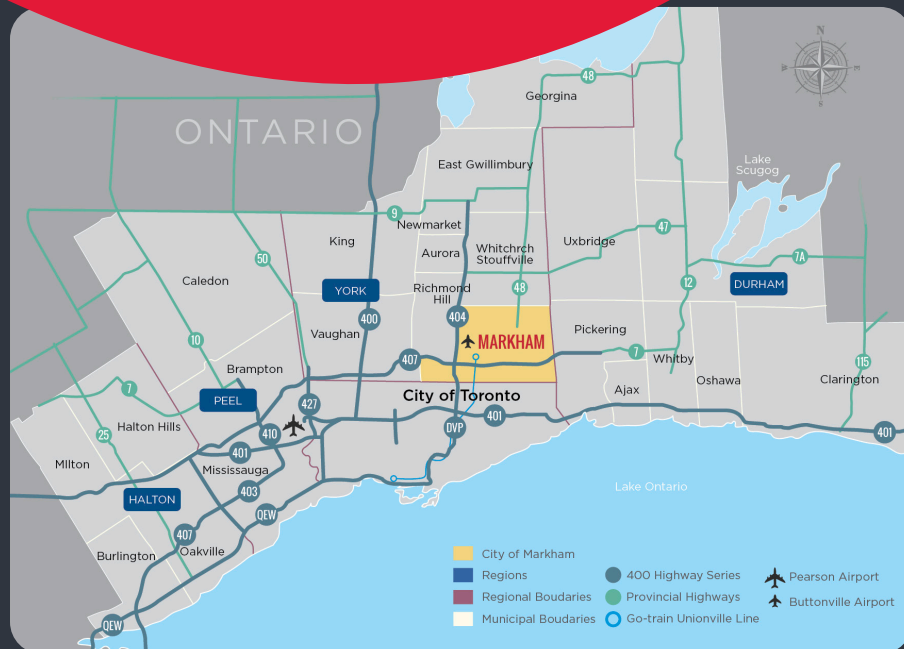 N
48
Georgina
ONTARIO
East Gwillimbury
Lake
Scugog
9
Newmarket
King
47
Aurora
Whitchrch
Stouffville
Uxbridge
50
7A
Caledon
12
DURHAM
YORK
Richmond
Hill
48
400
404
Vaughan
Pickering
MARKHAM
10
407
7
Whitby
115
Brampton
Oshawa
Clarington
7
PEEL
Ajax
City of Toronto
427
401
Halton Hills
DVP
25
410
401
401
Mississauga
MIlton
403
Lake Ontario
HALTON
QEW
407
Burlington
Oakville
City of Markham
Regions
400 Highway Series
Pearson Airport
Regional Boudaries
Provincial Highways
Buttonville Airport
Municipal Boudaries
Go-train Unionville Line
QEW